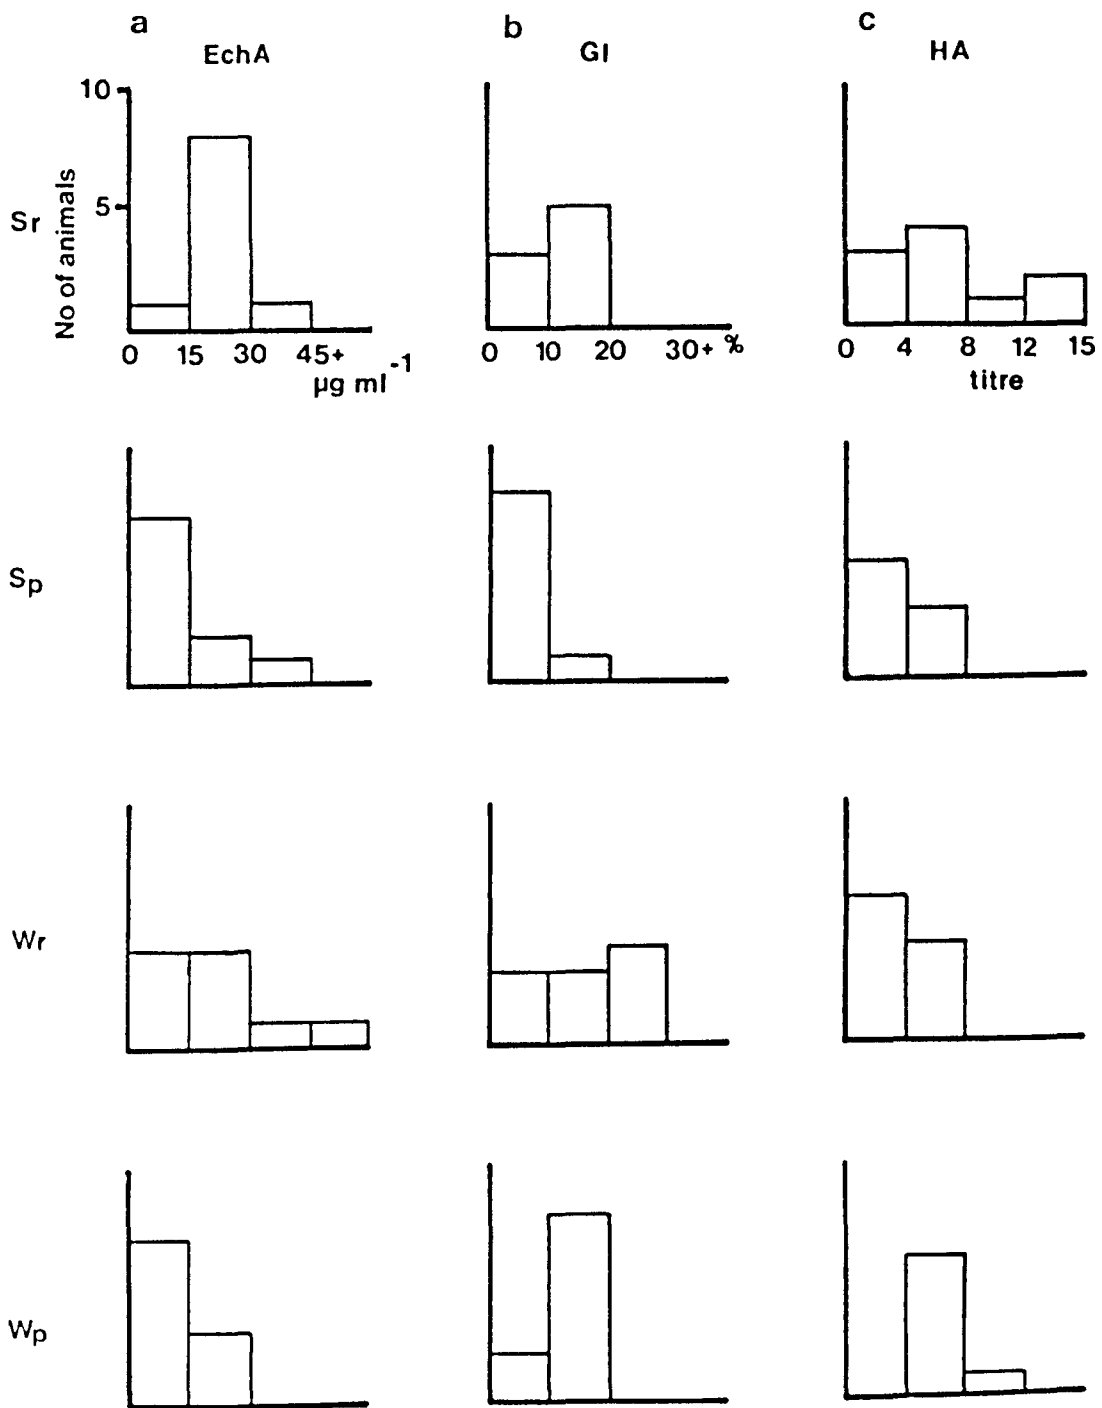 a b c
EchA GI HA
10
5
No of animals
Sr
0 15 30 45+
µg ml⁻¹
0 10 20 30+ %
0 4 8 12 15
titre
Sp
Wr
Wp